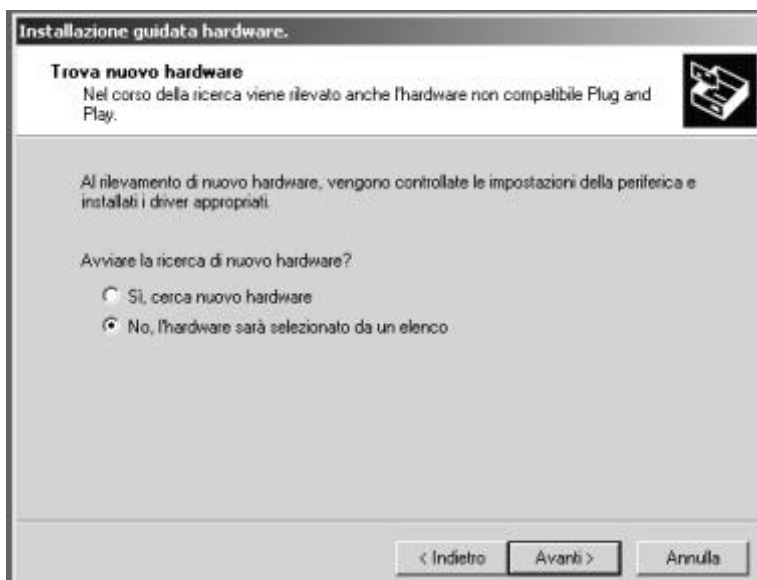 Installazione guidata hardware.
Trova nuovo hardware
Nel corso della ricerca viene rilevato anche l'hardware non compatibile Plug and
Play.
Al rilevamento di nuovo hardware, vengono controllate le impostazioni della periferica e
installati i driver appropriati.
Avviare la ricerca di nuovo hardware?
Sì, cerca nuovo hardware
No, l'hardware sarà selezionato da un elenco
< Indietro
Avanti >
Annulla